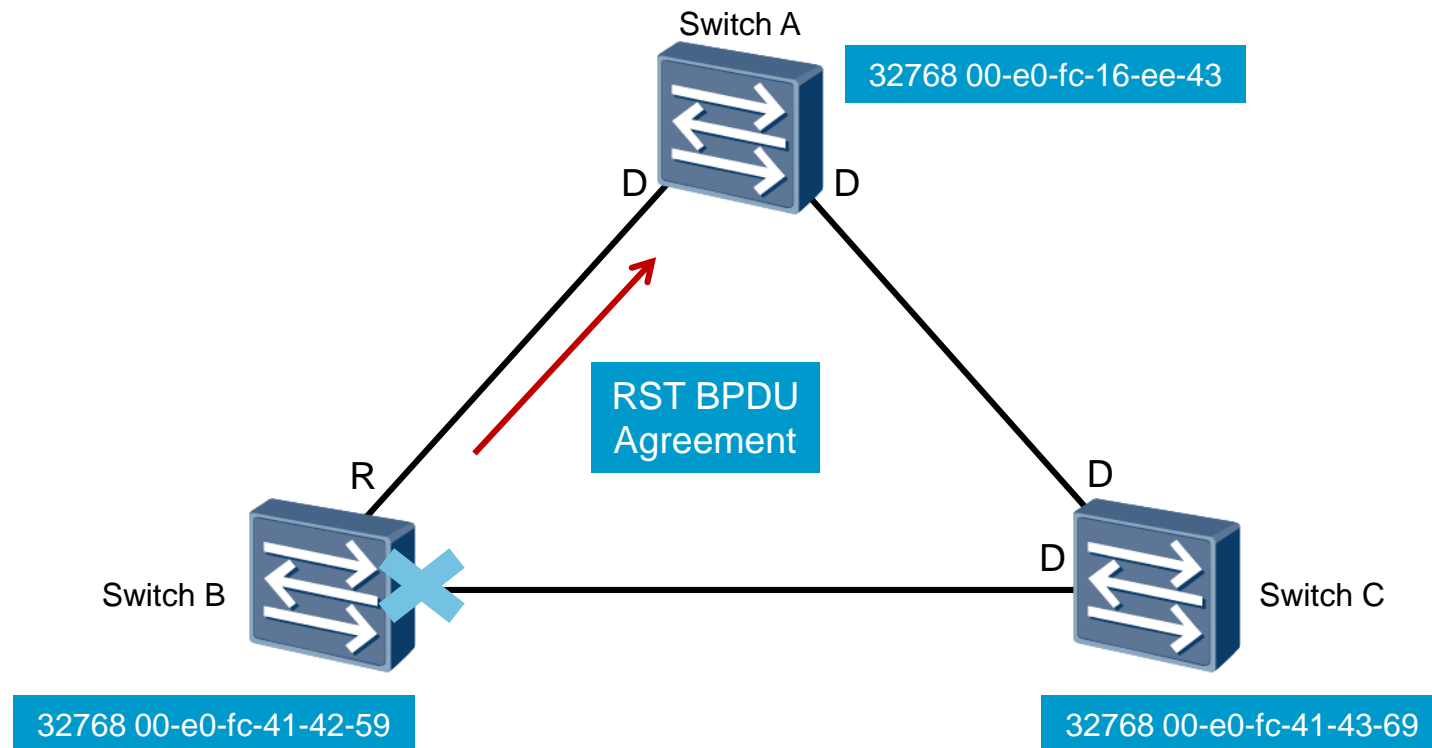 Switch A
32768 00-e0-fc-16-ee-43
D
D
RST BPDU
Agreement
R
D
D
Switch B
Switch C
32768 00-e0-fc-41-42-59
32768 00-e0-fc-41-43-69